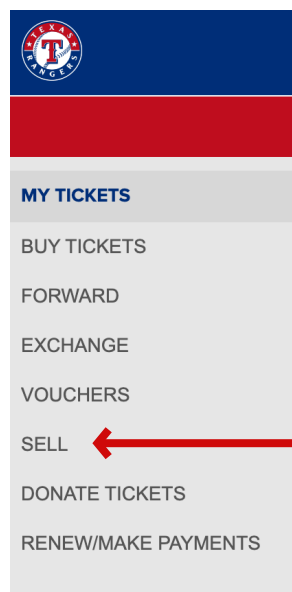 TEXAS
T
RANGERS
MY TICKETS
BUY TICKETS
FORWARD
EXCHANGE
VOUCHERS
SELL
DONATE TICKETS
RENEW/MAKE PAYMENTS